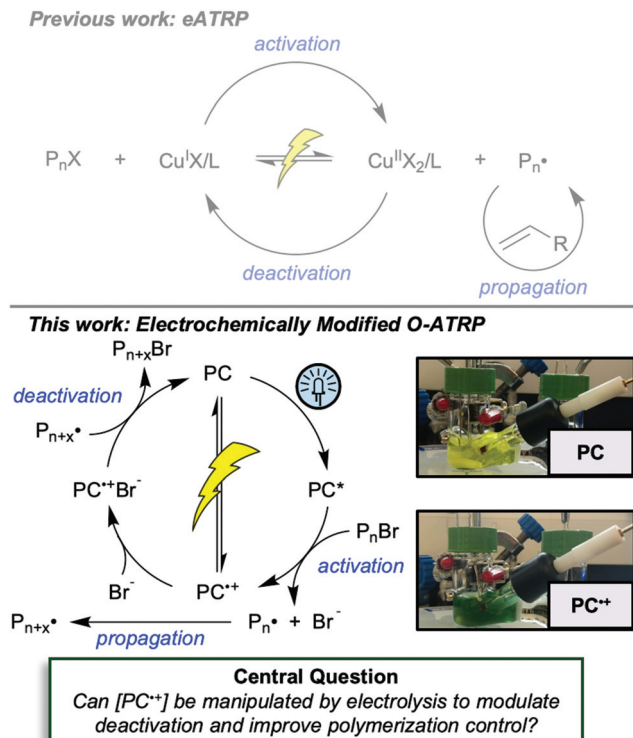 Previous work: eATRP
activation
PₙX + CuᴵX/L CuᴵᴵX₂/L + Pₙ•
R
deactivation
propagation
This work: Electrochemically Modified O-ATRP
Pₙ₊ₓBr
PC
deactivation
Pₙ₊ₓ•
PC
PC•⁺Br⁻
PC*
PₙBr
activation
Br⁻
PC•⁺
PC•⁺
Pₙ₊ₓ•
Pₙ• + Br⁻
propagation
Central Question
Can [PC•⁺] be manipulated by electrolysis to modulate
deactivation and improve polymerization control?